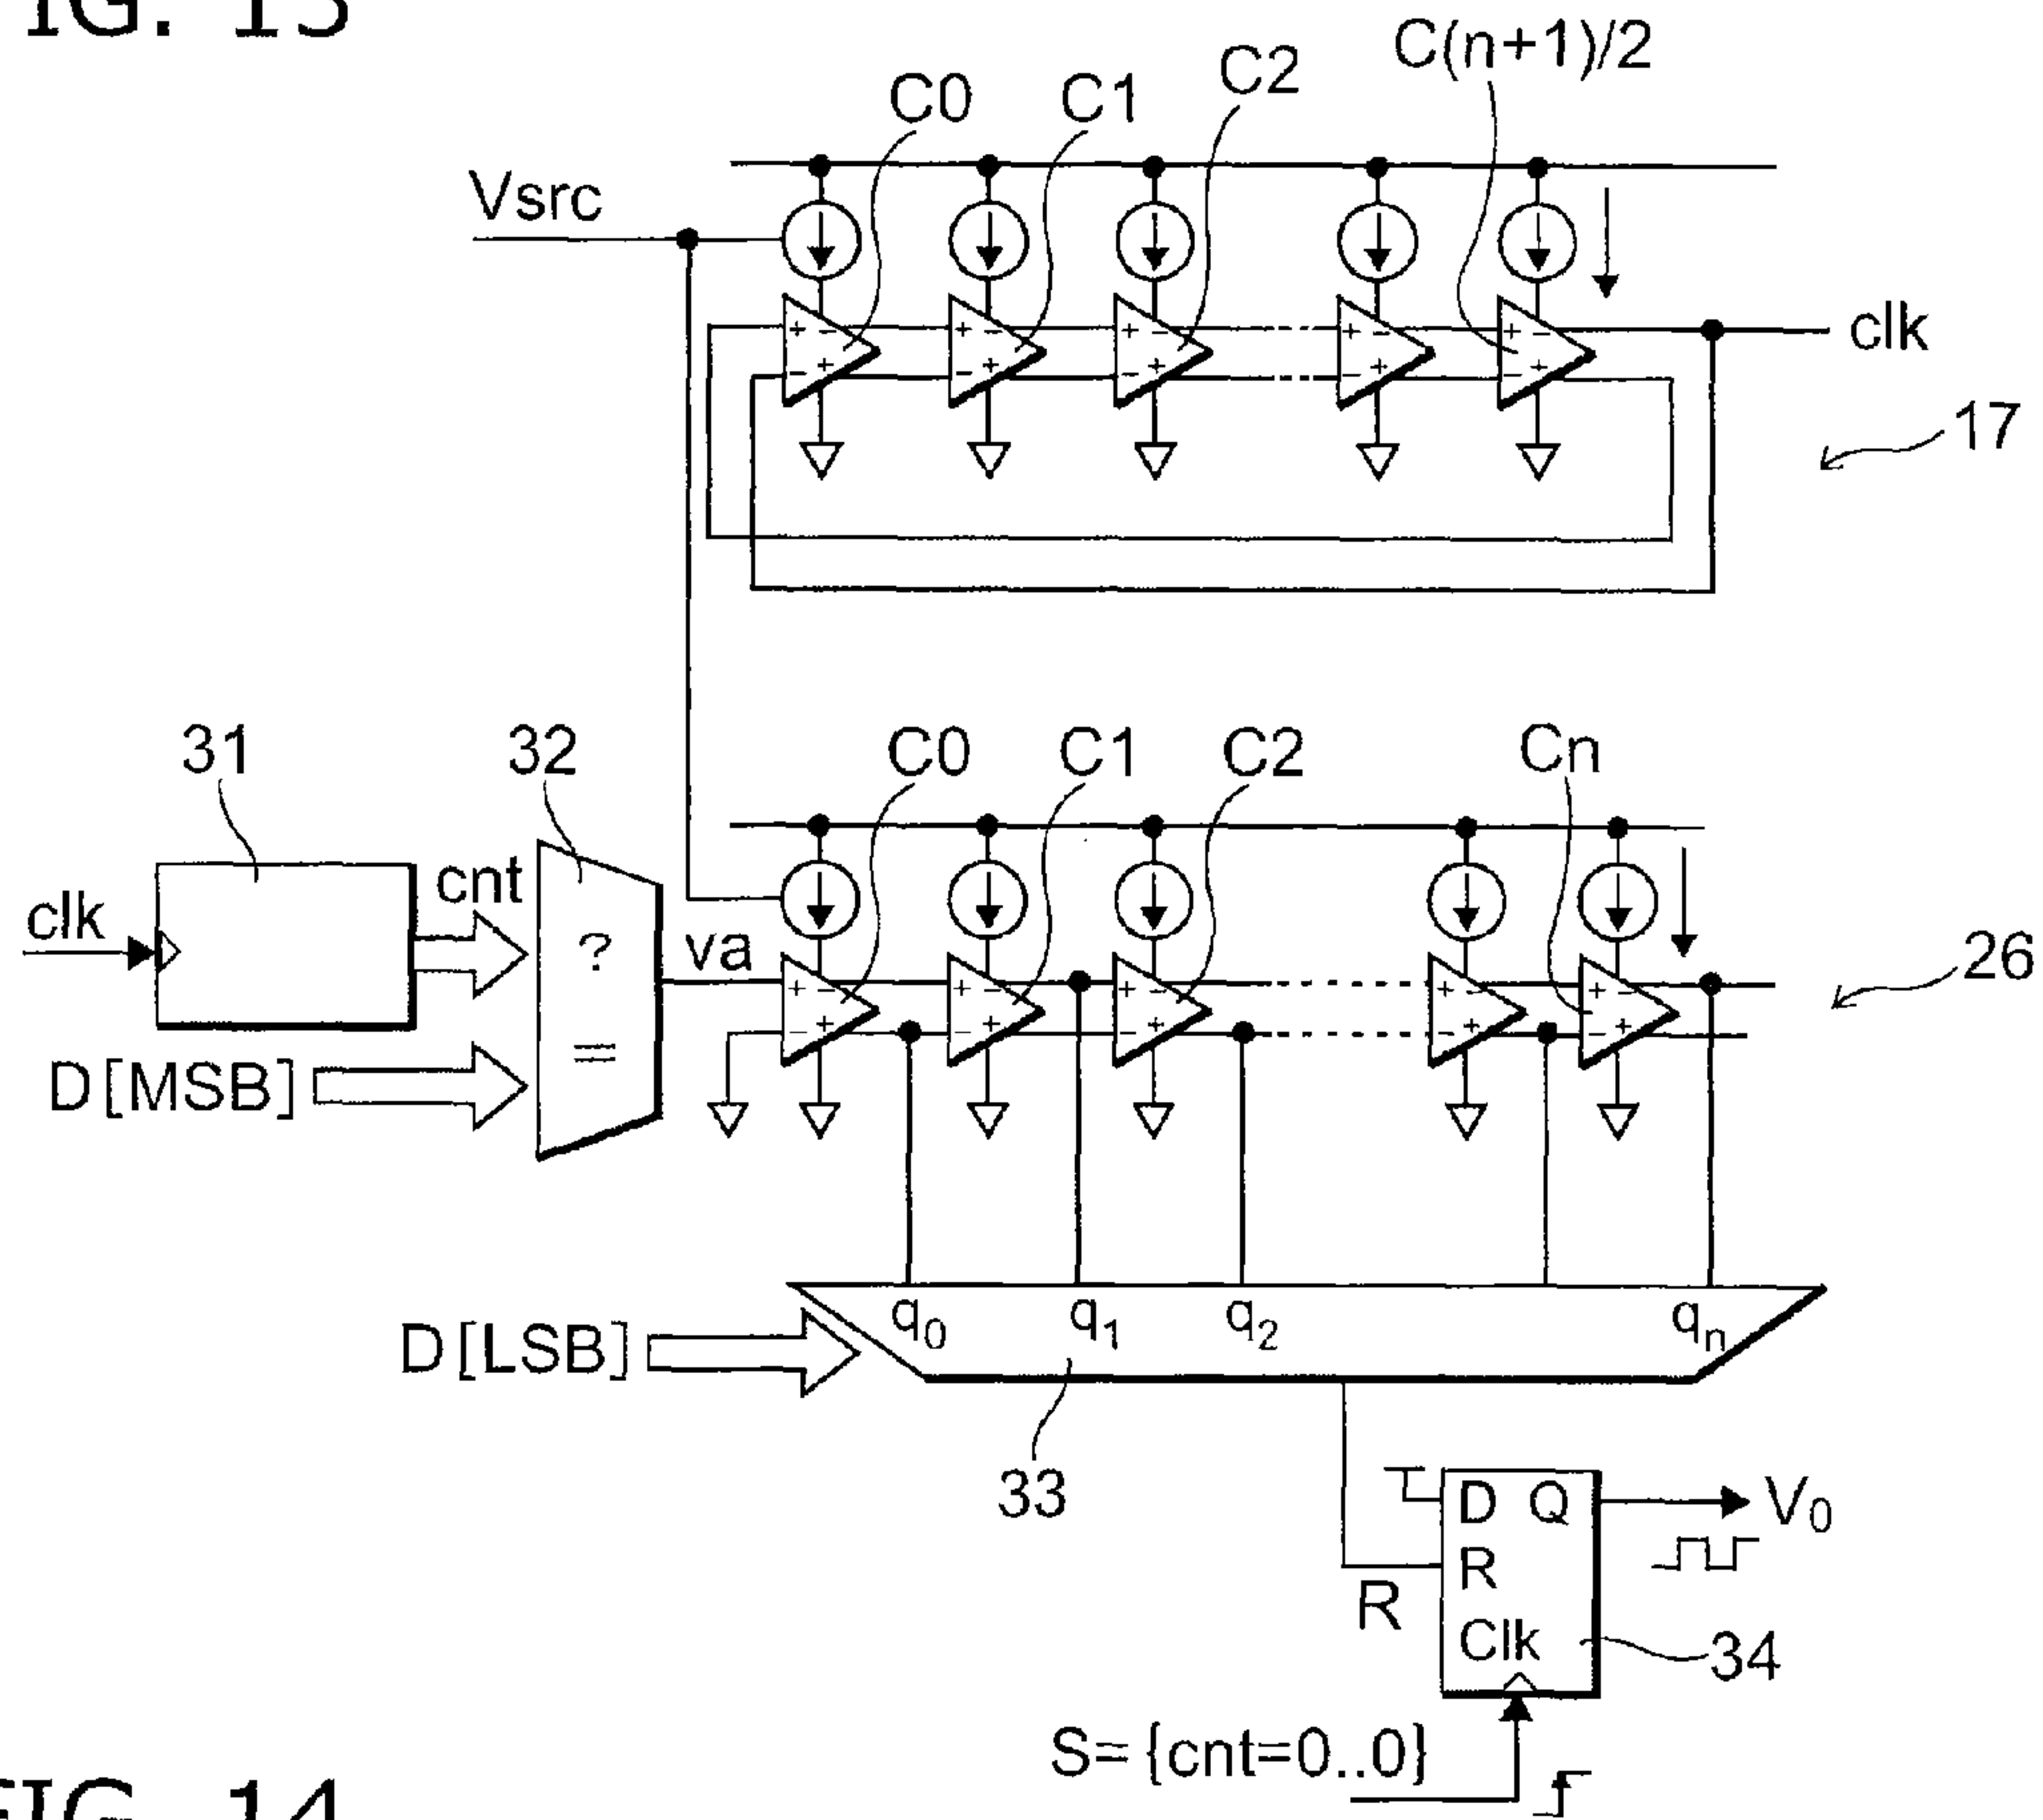 FIG. 13
C0
C1
C2
C(n+1)/2
Vsrc
+ − + − + − + − + −
− + − + − + − + − +
clk
17
31
32
C0
C1
C2
Cn
clk
cnt
?
=
va
+ − + − + − + − + −
− + − + − + − + − +
26
D[MSB]
D[LSB]
q0
q1
q2
qn
33
D Q
R
Clk
V0
R
34
S={cnt=0..0}
FIG. 14